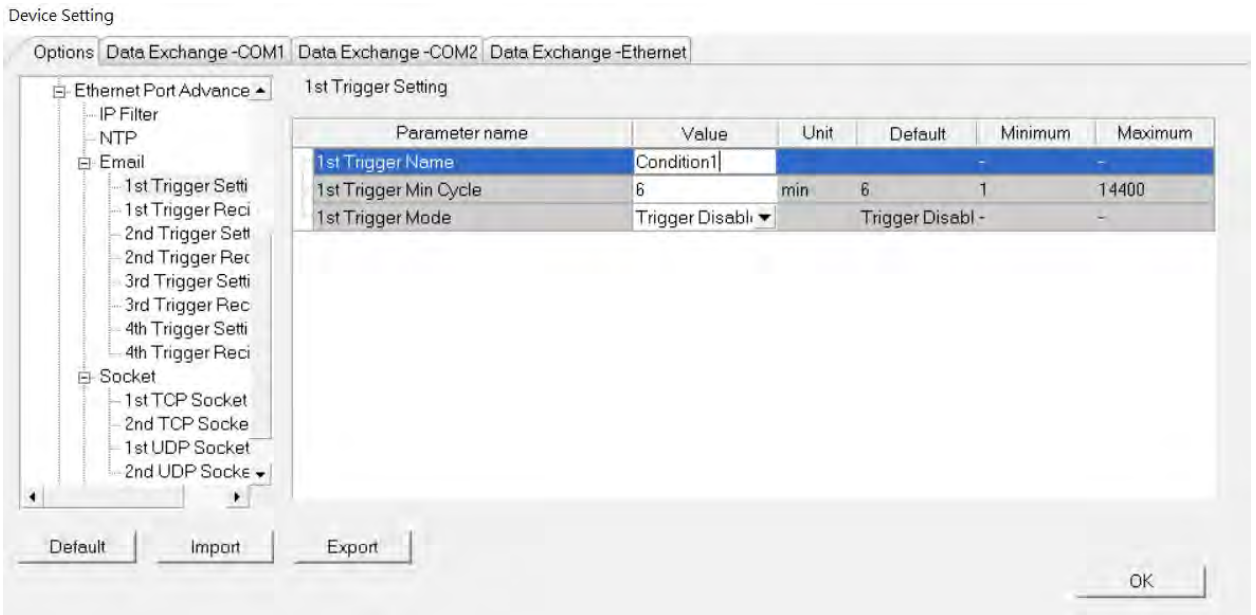 Device Setting
Options Data Exchange -COM1 Data Exchange -COM2 Data Exchange -Ethernet
Ethernet Port Advance
IP Filter
NTP
Email
1st Trigger Setti
1st Trigger Reci
2nd Trigger Sett
2nd Trigger Rec
3rd Trigger Setti
3rd Trigger Rec
4th Trigger Setti
4th Trigger Reci
Socket
1st TCP Socket
2nd TCP Socke
1st UDP Socket
2nd UDP Socke
1st Trigger Setting
Parameter name Value Unit Default Minimum Maximum
1st Trigger Name Condition1 - -
1st Trigger Min Cycle 6 min 6 1 14400
1st Trigger Mode Trigger Disabl Trigger Disabl - -
Default Import Export
OK